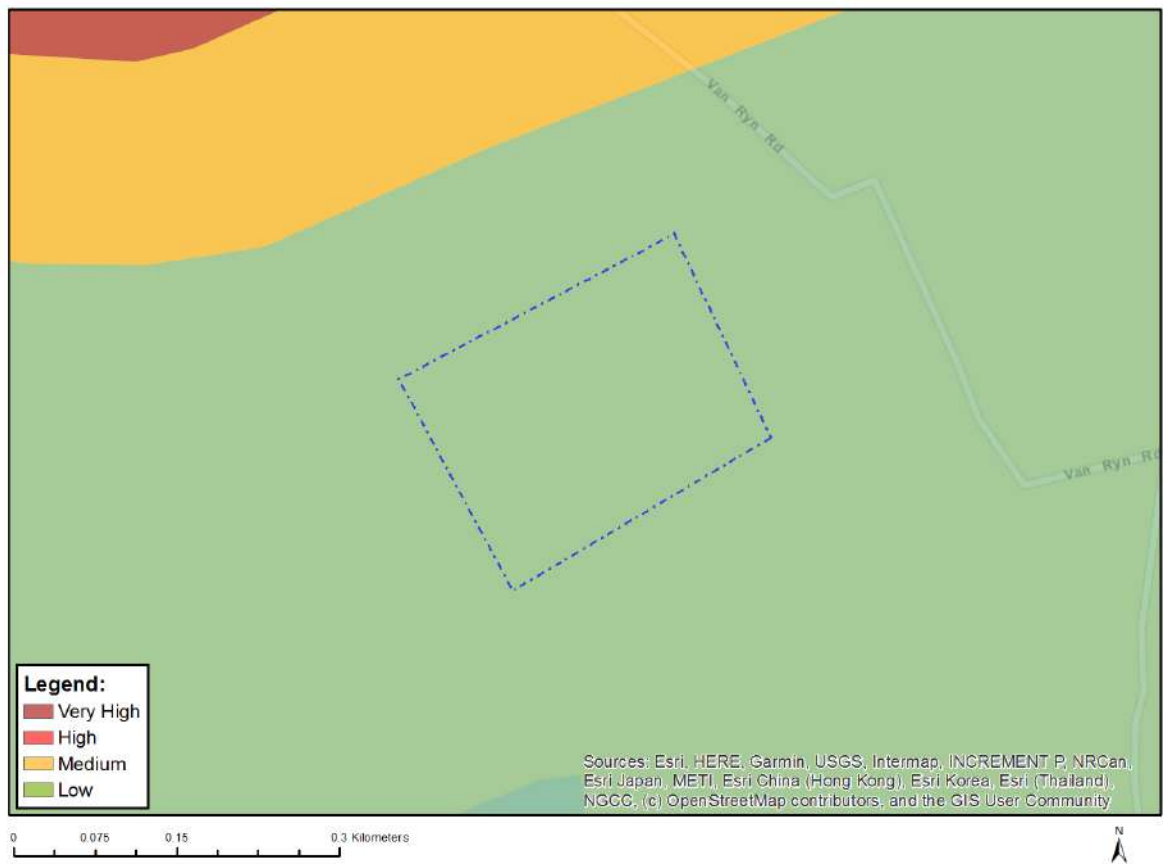 Van Ryn Rd
Van Ryn Rd
Legend:
Very High
High
Medium
Low
Sources: Esri, HERE, Garmin, USGS, Intermap, INCREMENT P, NRCan,
Esri Japan, METI, Esri China (Hong Kong), Esri Korea, Esri (Thailand),
NGCC, (c) OpenStreetMap contributors, and the GIS User Community
0 0.075 0.15 0.3 Kilometers
N